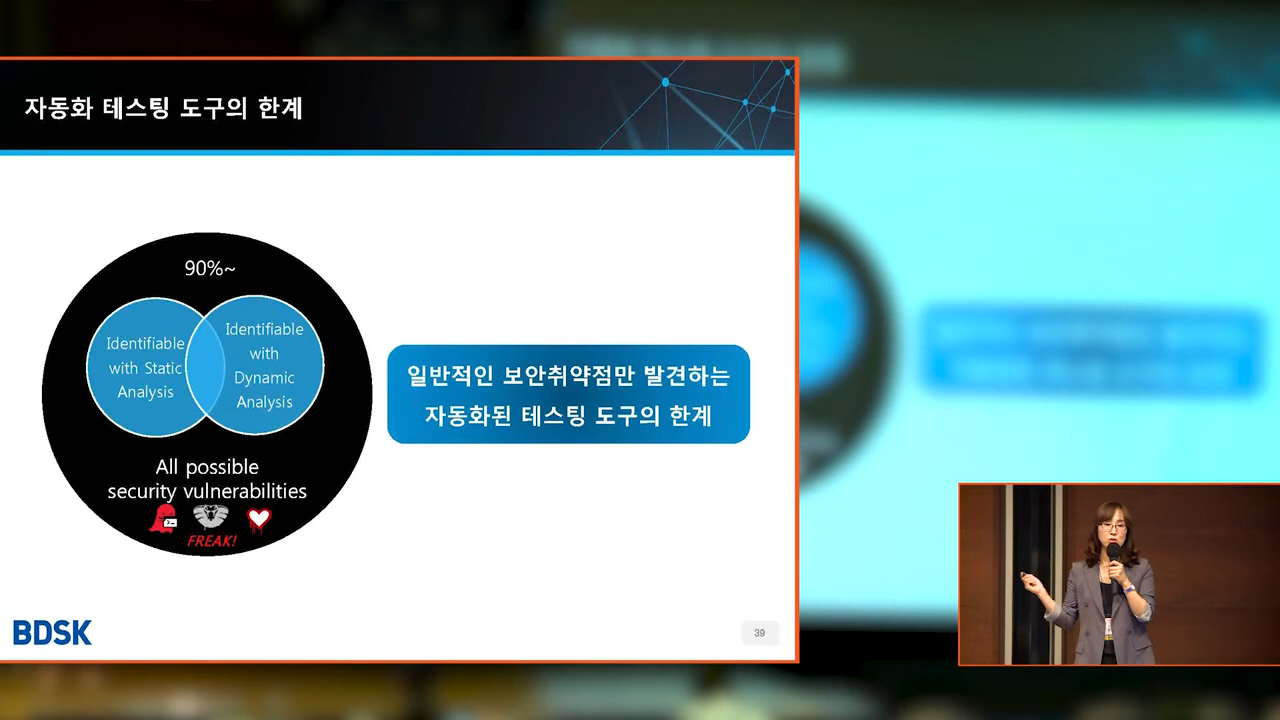 자동화 테스팅 도구의 한계
90%~
Identifiable
with Static
Analysis
Identifiable
with
Dynamic
Analysis
All possible
security vulnerabilities
FREAK!
일반적인 보안취약점만 발견하는
자동화된 테스팅 도구의 한계
BDSK
39